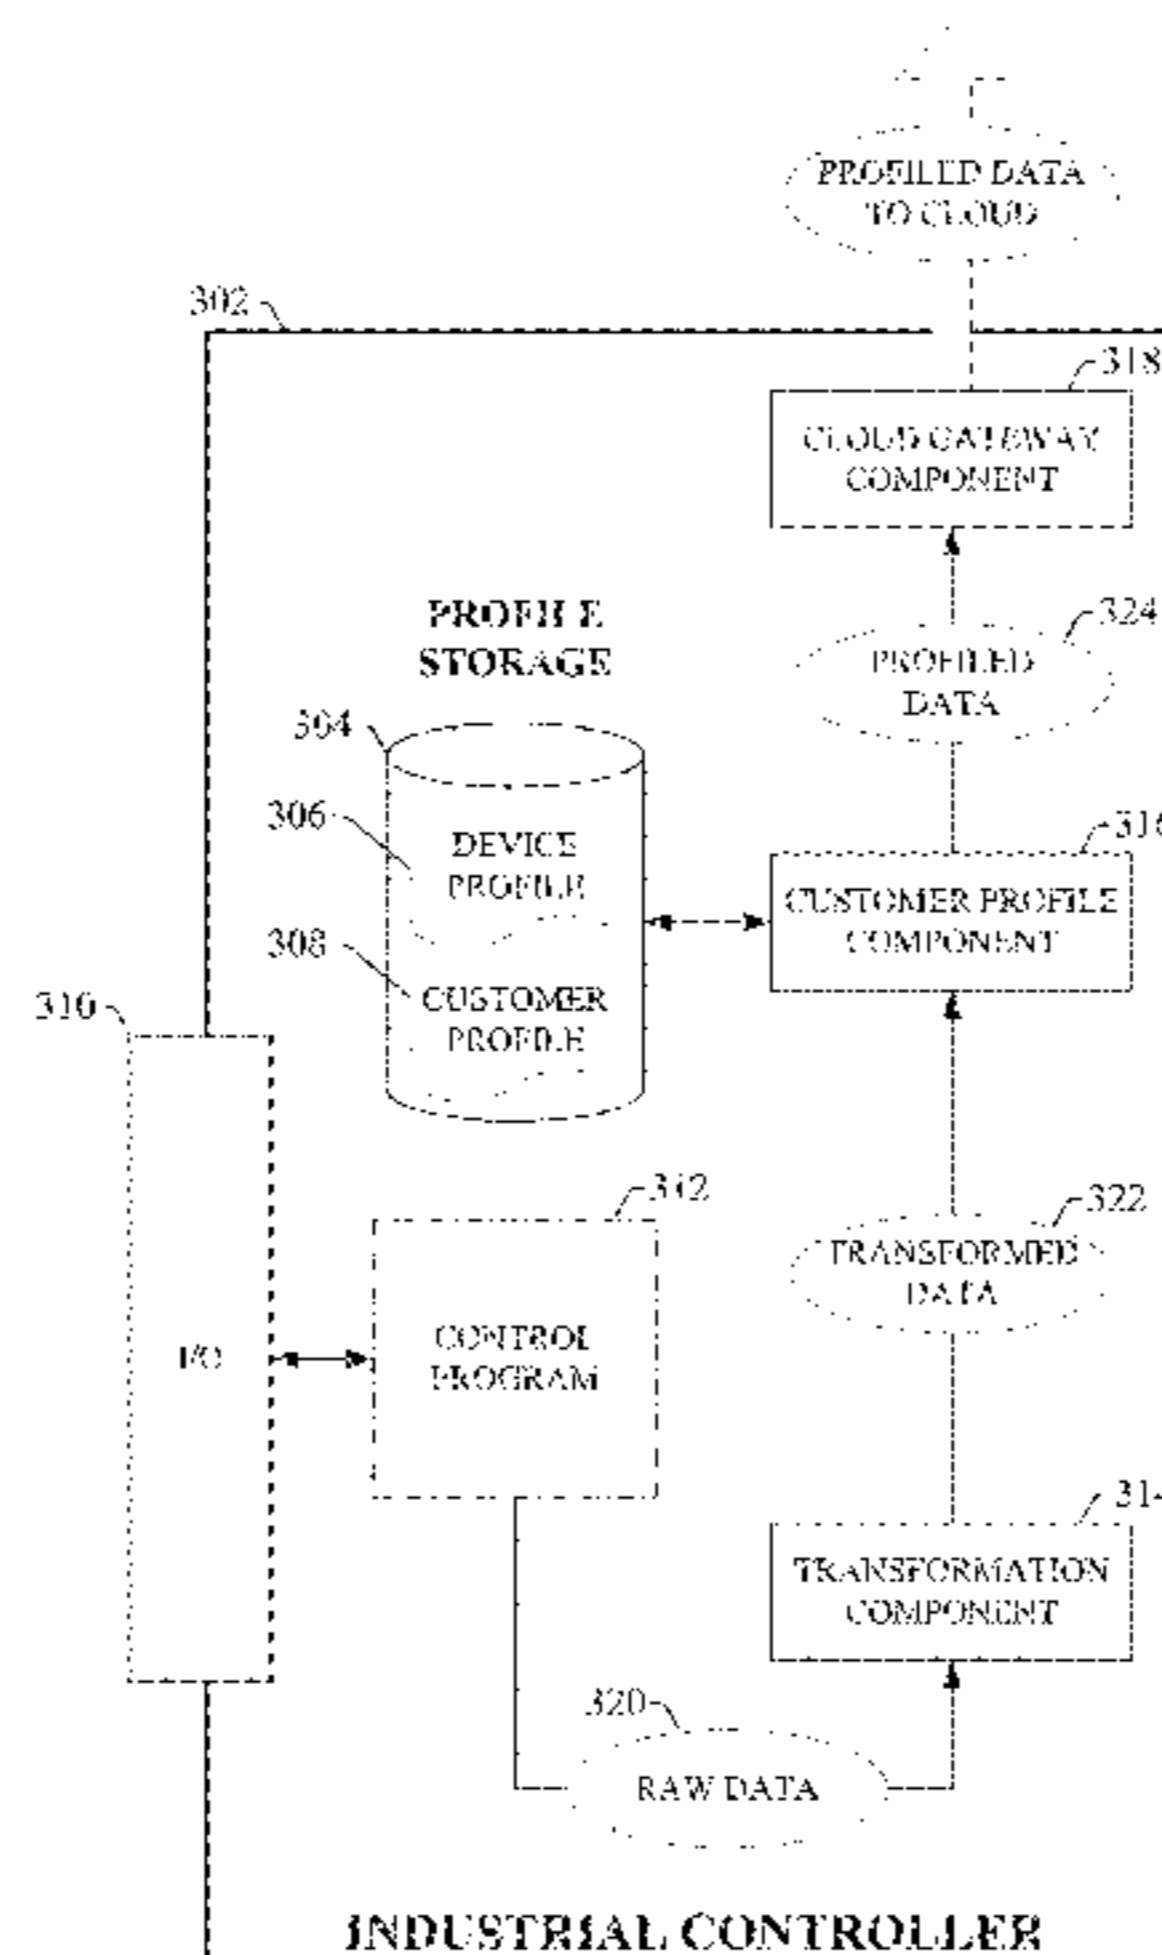 PROFILED DATA
TO CLOUD
302
318
CLOUD GATEWAY
COMPONENT
PROFILE
STORAGE
324
PROFILED
DATA
304
306
DEVICE
PROFILE
316
CUSTOMER PROFILE
COMPONENT
308
CUSTOMER
PROFILE
310
312
322
TRANSFORMED
DATA
I/O
CONTROL
PROGRAM
314
TRANSFORMATION
COMPONENT
320
RAW DATA
INDUSTRIAL CONTROLLER